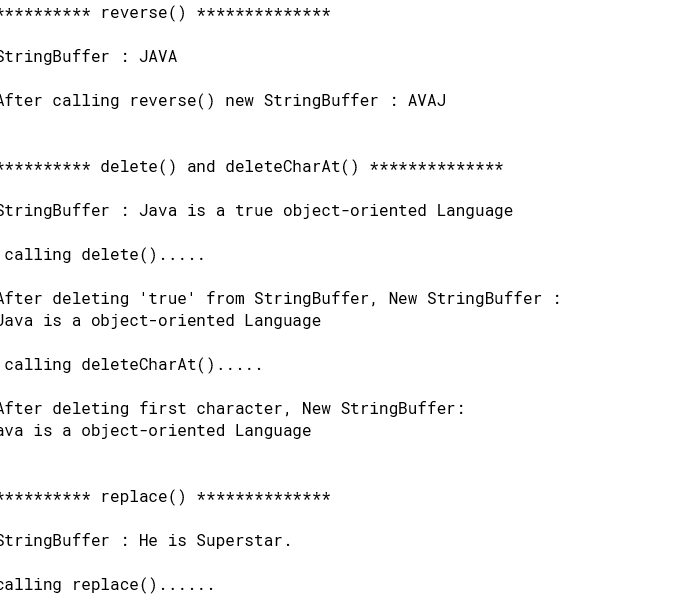 ********** reverse() **************
StringBuffer : JAVA
After calling reverse() new StringBuffer : AVAJ
********** delete() and deleteCharAt() **************
StringBuffer : Java is a true object-oriented Language
calling delete().....
After deleting 'true' from StringBuffer, New StringBuffer :
Java is a object-oriented Language
calling deleteCharAt().....
After deleting first character, New StringBuffer:
ava is a object-oriented Language
********** replace() **************
StringBuffer : He is Superstar.
calling replace()......